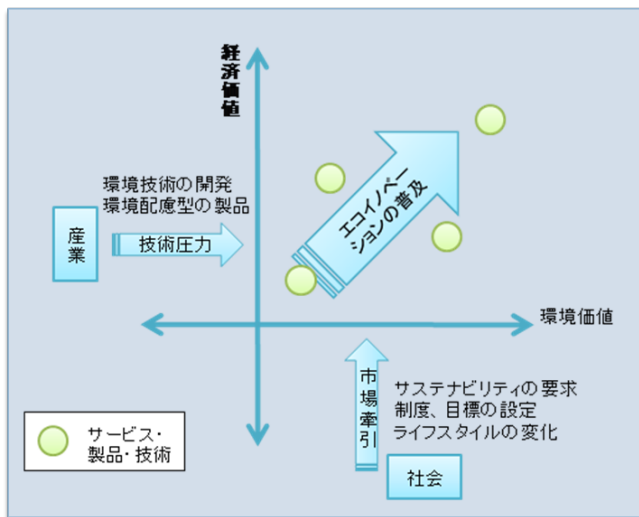 経済価値
環境技術の開発
環境配慮型の製品
産業
技術圧力
エコイノベー
ションの普及
環境価値
市場牽引
サステナビリティの要求
制度、目標の設定
ライフスタイルの変化
社会
サービス・
製品・技術